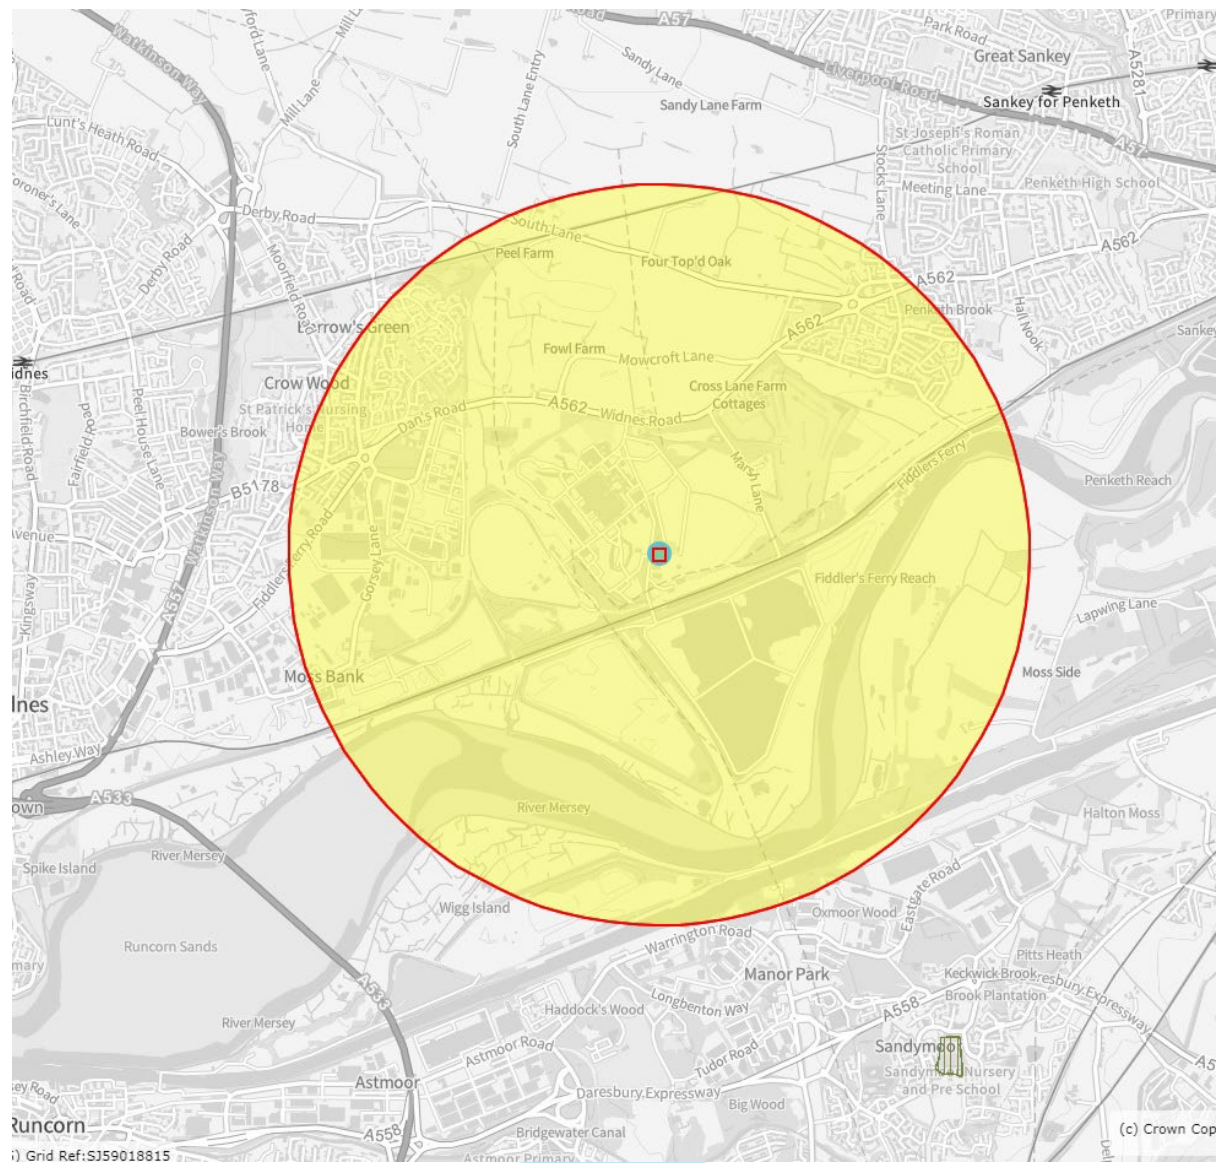 Watkinson Way
Mill Lane
South Lane Entry
Road
A57
Park Road
Primary
Great Sankey
A5281
Sandy Lane
Liverpool Road
Sandy Lane Farm
Sankey for Penketh
A57
Lunt's Heath Road
Mill Lane
St Joseph's Roman
Catholic Primary
School
Stocks Lane
Meeting Lane
Penketh High School
Derby Road
South Lane
A562
Derby Road
Moorfield Road
Peel Farm
Four Top'd Oak
A562
Penketh Brook
Hall Nook
Sankey
A562
Fowl Farm
Mowcroft Lane
Crow Wood
Cross Lane Farm
Cottages
St Patrick's Nursing
Home
A562
Widnes Road
Dan's Road
Birchfield Road
Peel House Lane
Fairfield Road
Bower's Brook
B5178
Watkinson Way
Marsh Lane
Fiddlers Ferry
Penketh Reach
Kingsway
A557
Fiddlers Ferry Road
Gorsey Lane
Fiddler's Ferry Reach
Lapwing Lane
Moss Bank
Moss Side
Ashley Way
A533
River Mersey
River Mersey
Halton Moss
Spike Island
Wigg Island
Oxmoor Wood
Eastgate Road
Runcorn Sands
Warrington Road
Manor Park
Pitts Heath
Keckwick Brook
Brook Plantation
A533
River Mersey
Haddock's Wood
Longbenton Way
A558
Astmoor Road
Tudor Road
Sandymoor
Sandymoor Nursery
and Pre School
Astmoor
Daresbury Expressway
Big Wood
Runcorn
A558
Bridgewater Canal
(c) Crown Cop
Grid Ref:SJ59018815
Astmoor Primary